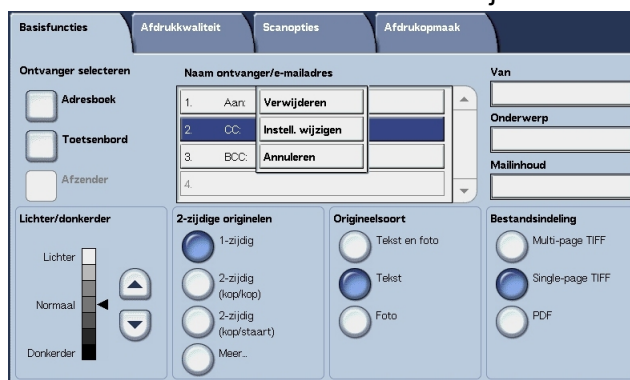 Basisfuncties
Afdrukkwaliteit
Scanopties
Afdrukopmaak
Ontvanger selecteren
Adresboek
Toetsenbord
Afzender
Naam ontvanger/e-mailadres
1. Aan:
2. CC:
3. BCC:
4.
Verwijderen
Instell. wijzigen
Annuleren
Van
Onderwerp
Mailinhoud
Lichter/donkerder
Lichter
Normaal
Donkerder
2-zijdige originelen
1-zijdig
2-zijdig
(kop/kop)
2-zijdig
(kop/staart)
Meer...
Origineelsoort
Tekst en foto
Tekst
Foto
Bestandsindeling
Multi-page TIFF
Single-page TIFF
PDF